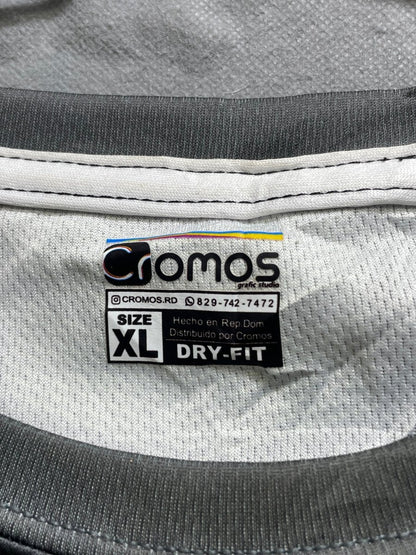 Cromos
grafic studio
CROMOS.RD 829-742-7472
SIZE
XL
Hecho en Rep Dom
Distribuido por Cromos
DRY-FIT